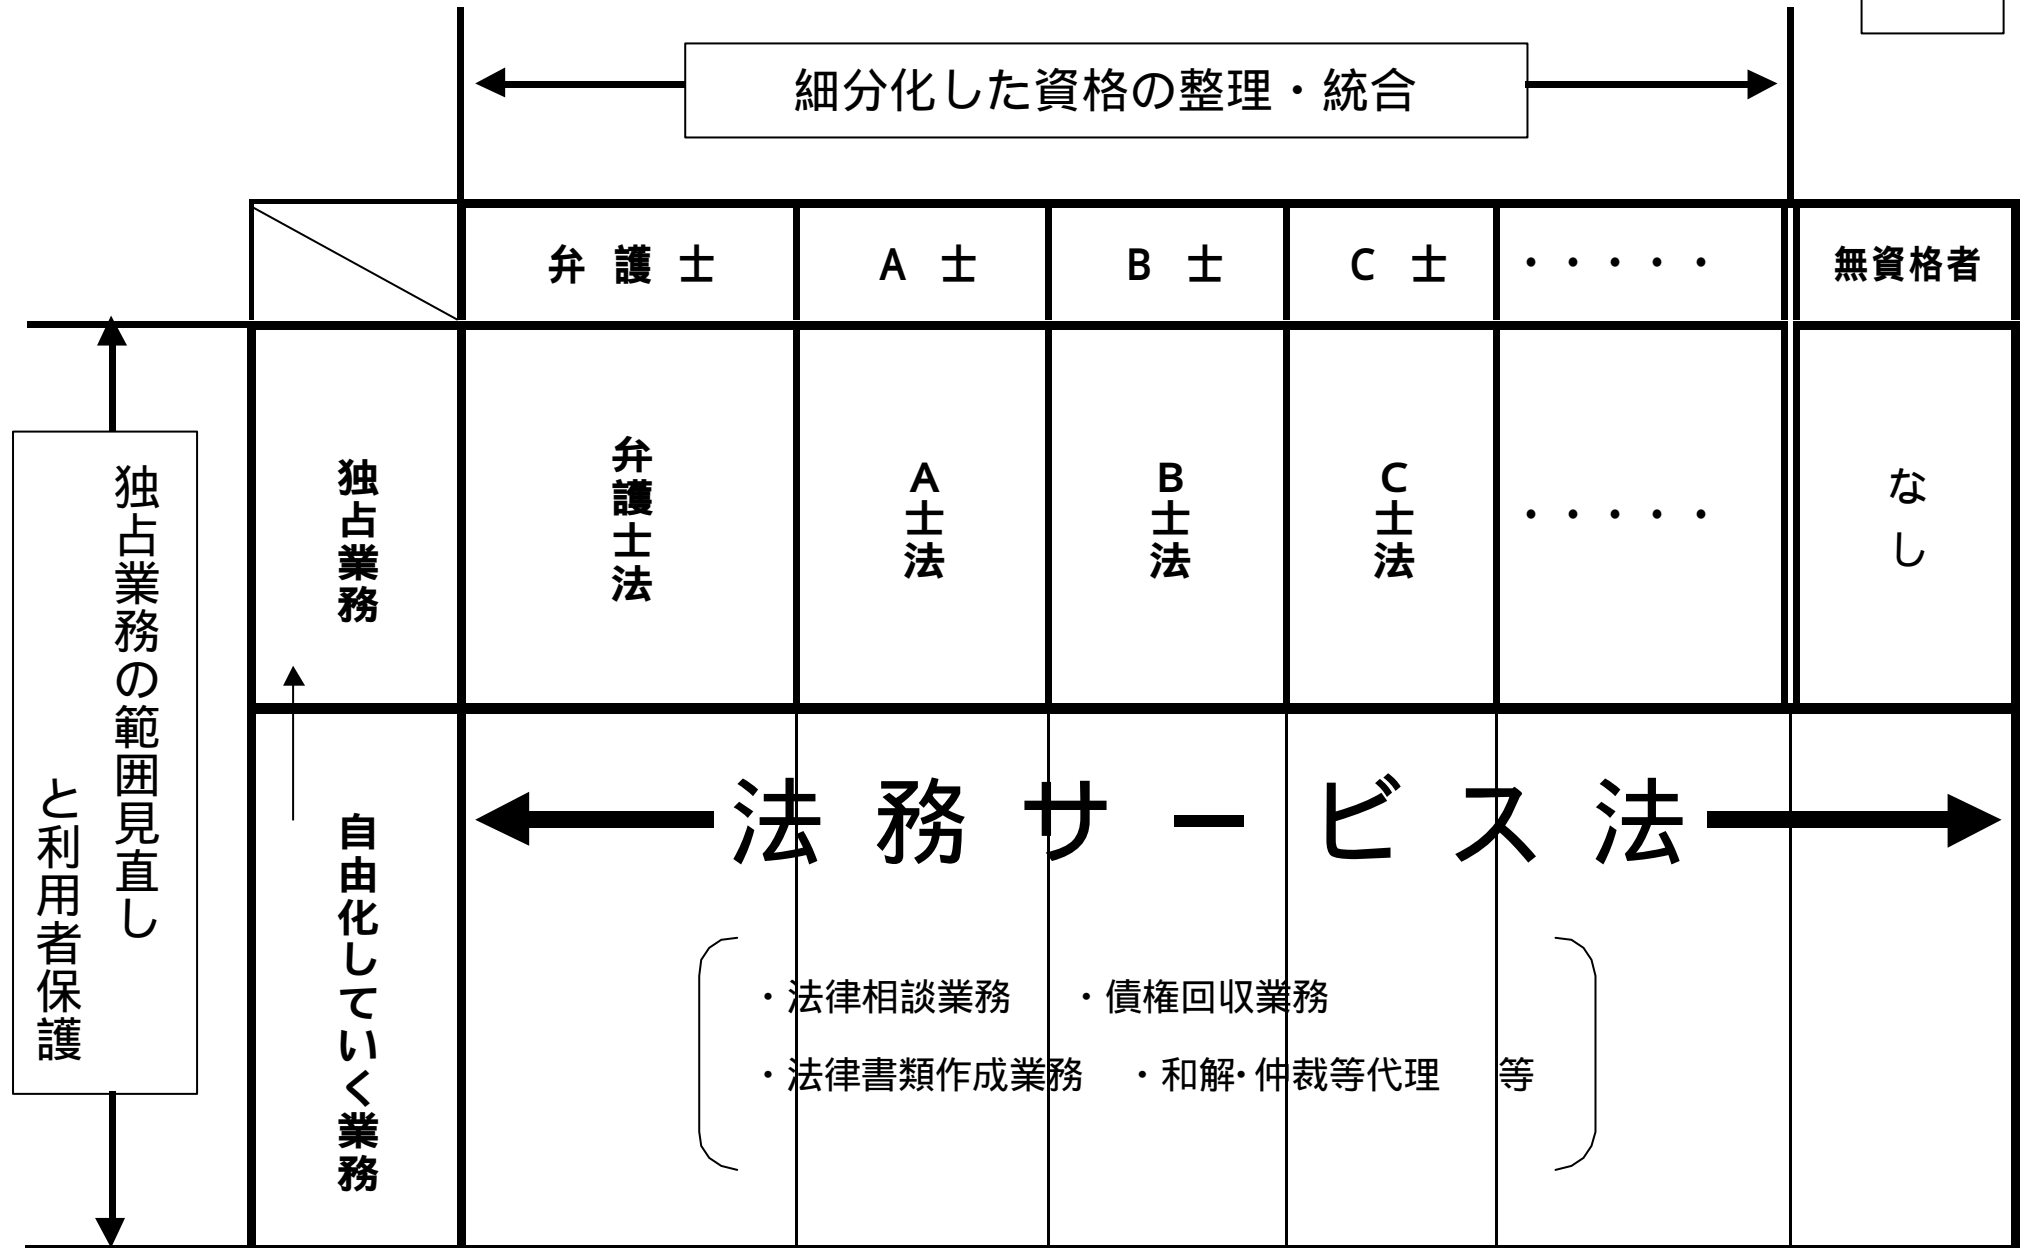 細分化した資格の整理・統合
弁護士 A士 B士 C士 ・・・・・ 無資格者
独占業務の範囲見直し
と利用者保護
独占業務
弁護士法
A士法
B士法
C士法
・・・・・
なし
自由化していく業務
法務サービス法
・法律相談業務 ・債権回収業務
・法律書類作成業務 ・和解・仲裁等代理 等